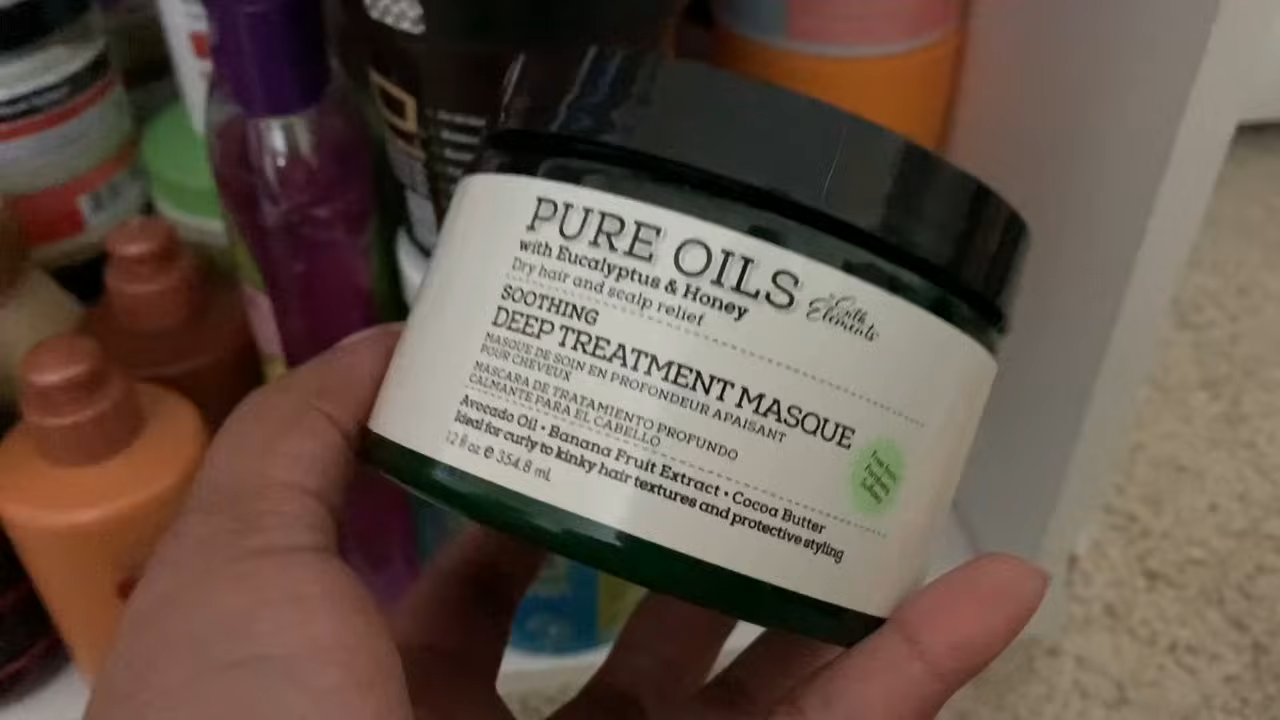 PURE OILS
with Eucalyptus & Honey
Dry hair and scalp relief
Silk
Elements
SOOTHING
DEEP TREATMENT MASQUE
MASQUE DE SOIN EN PROFONDEUR APAISANT
POUR CHEVEUX
MASCARA DE TRATAMIENTO PROFUNDO
CALMANTE PARA EL CABELLO
Avocado Oil • Banana Fruit Extract • Cocoa Butter
Ideal for curly to kinky hair textures and protective styling
12 fl oz e 354.8 mL